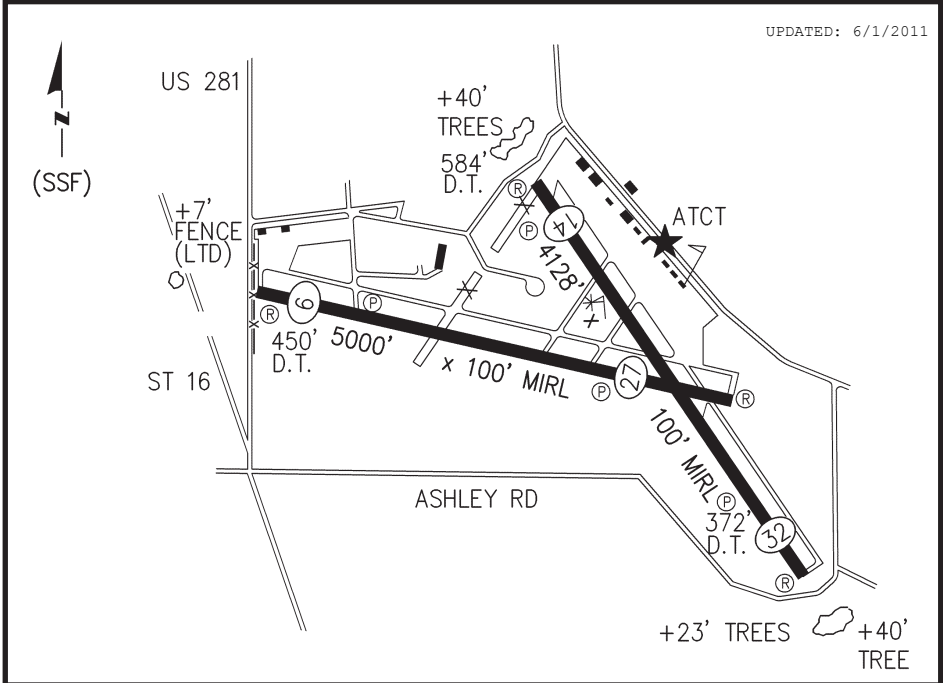 UPDATED: 6/1/2011
US 281
+40'
TREES
584'
D.T.
N
(SSF)
+7'
FENCE
(LTD)
R
P
ATCT
14
4128'
9
P
R
450'
D.T.
5000'
x 100' MIRL
27
P
R
ST 16
100' MIRL
P
372'
D.T.
32
R
ASHLEY RD
+23' TREES
+40'
TREE